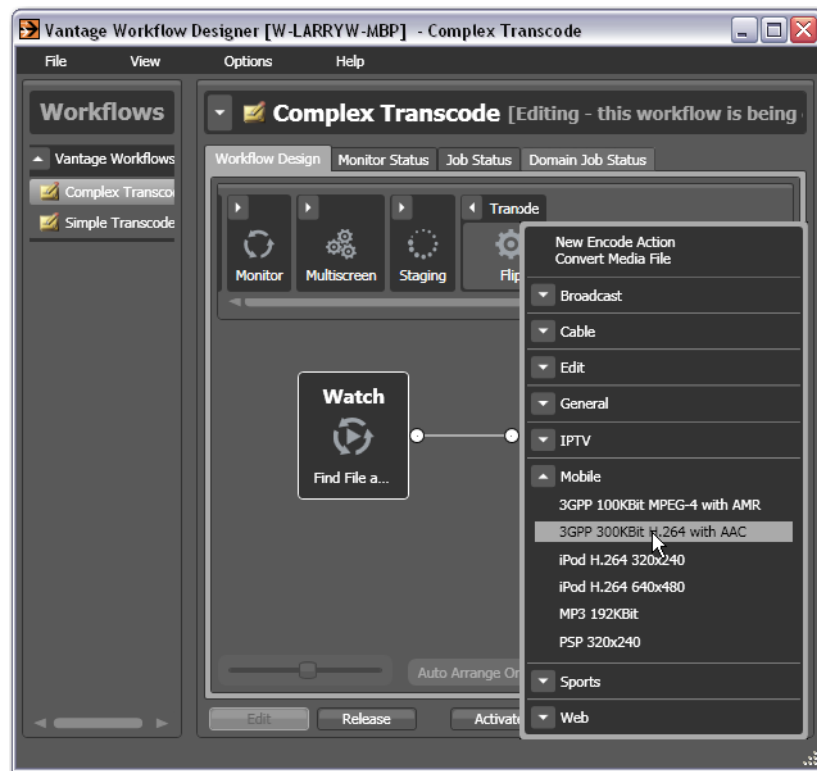 Vantage Workflow Designer [W-LARRYW-MBP] - Complex Transcode
File View Options Help
Workflows
Complex Transcode [Editing - this workflow is being
Vantage Workflows
Complex Transco
Simple Transcode
Workflow Design Monitor Status Job Status Domain Job Status
Transde
Monitor Multiscreen Staging Flip
New Encode Action
Convert Media File
Broadcast
Cable
Edit
General
IPTV
Mobile
3GPP 100KBit MPEG-4 with AMR
3GPP 300KBit H.264 with AAC
iPod H.264 320x240
iPod H.264 640x480
MP3 192KBit
PSP 320x240
Sports
Web
Watch
Find File a...
Auto Arrange On
Edit Release Activate